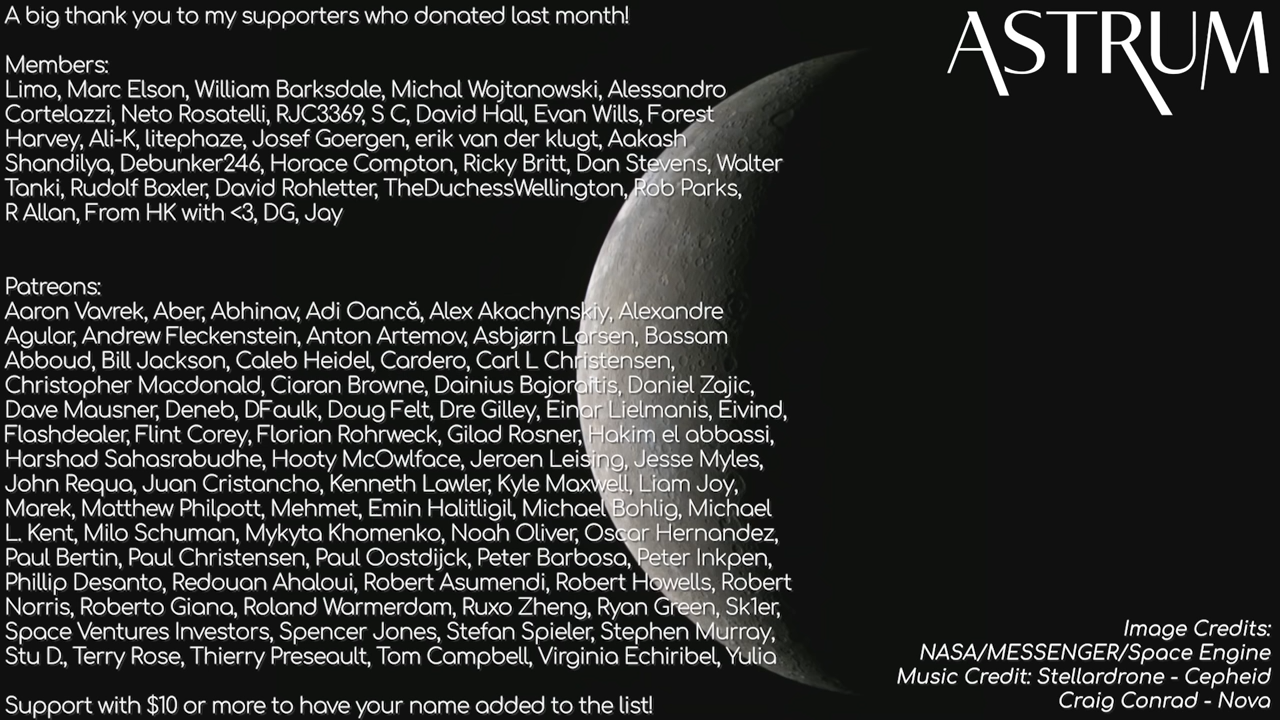 A big thank you to my supporters who donated last month!
Members:
Limo, Marc Elson, William Barksdale, Michal Wojtanowski, Alessandro
Cortelazzi, Neto Rosatelli, RJC3369, S C, David Hall, Evan Wills, Forest
Harvey, Ali-K, litephaze, Josef Goergen, erik van der klugt, Aakash
Shandilya, Debunker246, Horace Compton, Ricky Britt, Dan Stevens, Walter
Tanki, Rudolf Boxler, David Rohletter, TheDuchessWellington, Rob Parks,
R Allan, From HK with <3, DG, Jay
Patreons:
Aaron Vavrek, Aber, Abhinav, Adi Oancă, Alex Akachynskiy, Alexandre
Agular, Andrew Fleckenstein, Anton Artemov, Asbjørn Larsen, Bassam
Abboud, Bill Jackson, Caleb Heidel, Cardero, Carl L Christensen,
Christopher Macdonald, Ciaran Browne, Dainius Bajoraitis, Daniel Zajic,
Dave Mausner, Deneb, DFaulk, Doug Felt, Dre Gilley, Einar Lielmanis, Eivind,
Flashdealer, Flint Corey, Florian Rohrweck, Gilad Rosner, Hakim el abbassi,
Harshad Sahasrabudhe, Hooty McOwlface, Jeroen Leising, Jesse Myles,
John Requa, Juan Cristancho, Kenneth Lawler, Kyle Maxwell, Liam Joy,
Marek, Matthew Philpott, Mehmet, Emin Halitligil, Michael Bohlig, Michael
L. Kent, Milo Schuman, Mykyta Khomenko, Noah Oliver, Oscar Hernandez,
Paul Bertin, Paul Christensen, Paul Oostdijck, Peter Barbosa, Peter Inkpen,
Phillip Desanto, Redouan Ahaloui, Robert Asumendi, Robert Howells, Robert
Norris, Roberto Giana, Roland Warmerdam, Ruxo Zheng, Ryan Green, Sk1er,
Space Ventures Investors, Spencer Jones, Stefan Spieler, Stephen Murray,
Stu D., Terry Rose, Thierry Preseault, Tom Campbell, Virginia Echiribel, Yulia
Support with $10 or more to have your name added to the list!
ASTRUM
Image Credits:
NASA/MESSENGER/Space Engine
Music Credit: Stellardrone - Cepheid
Craig Conrad - Nova